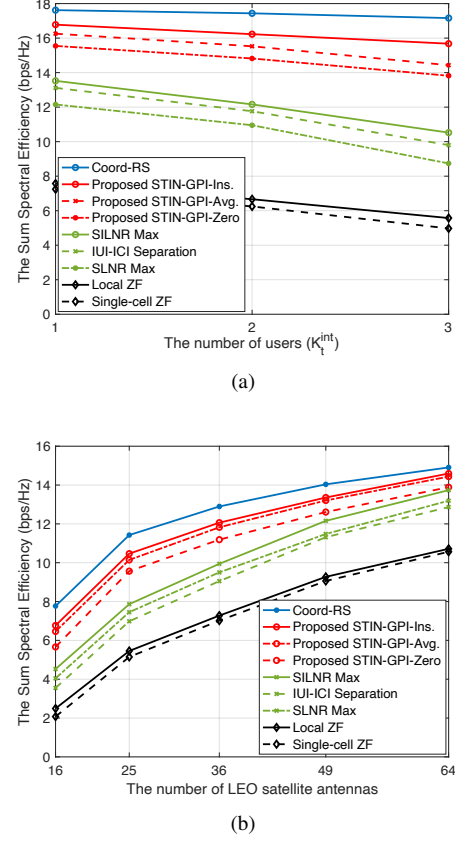 18
16
14
12
10
8
6
4
2
0
The Sum Spectral Efficiency (bps/Hz)
Coord-RS
Proposed STIN-GPI-Ins.
Proposed STIN-GPI-Avg.
Proposed STIN-GPI-Zero
SILNR Max
IUI-ICI Separation
SLNR Max
Local ZF
Single-cell ZF
1 2 3
The number of users (K_t^int)
(a)
16
14
12
10
8
6
4
2
0
The Sum Spectral Efficiency (bps/Hz)
Coord-RS
Proposed STIN-GPI-Ins.
Proposed STIN-GPI-Avg.
Proposed STIN-GPI-Zero
SILNR Max
IUI-ICI Separation
SLNR Max
Local ZF
Single-cell ZF
16 25 36 49 64
The number of LEO satellite antennas
(b)